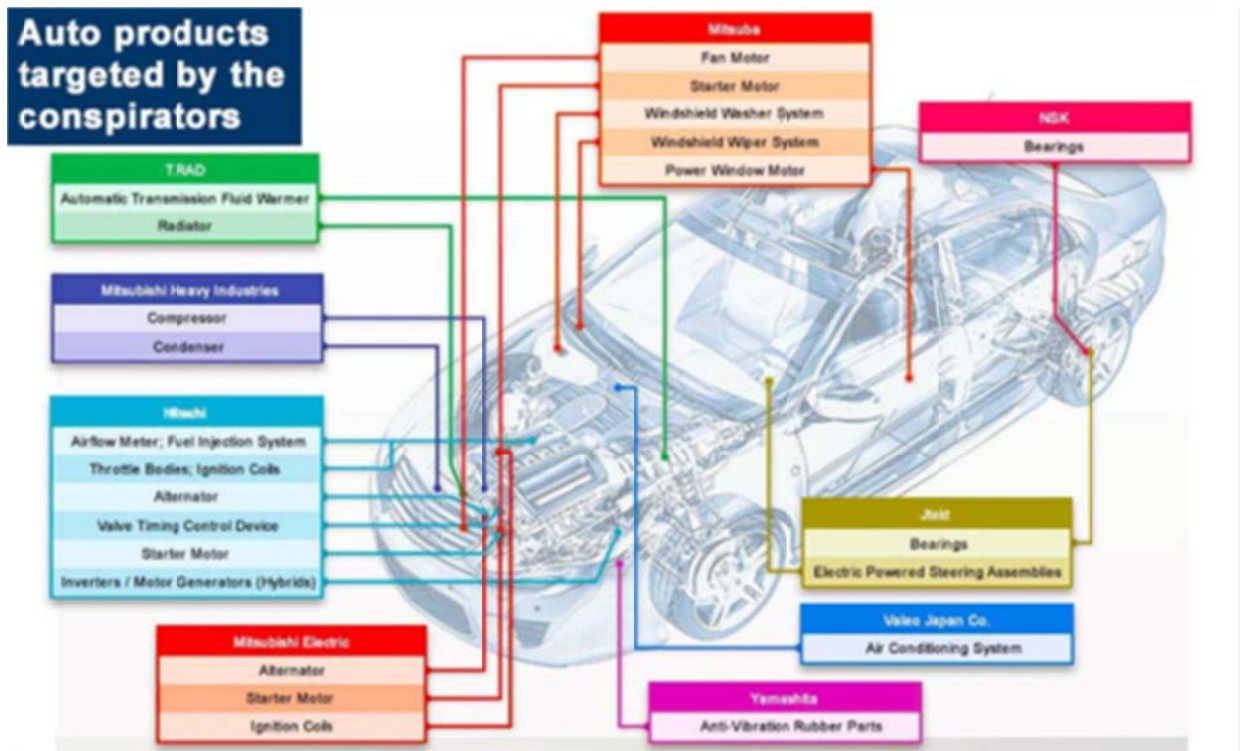 Auto products
targeted by the
conspirators
Mitsuba
Fan Motor
Starter Motor
Windshield Washer System
Windshield Wiper System
Power Window Motor
NSK
Bearings
T.RAD
Automatic Transmission Fluid Warmer
Radiator
Mitsubishi Heavy Industries
Compressor
Condenser
Hitachi
Airflow Meter; Fuel Injection System
Throttle Bodies; Ignition Coils
Alternator
Valve Timing Control Device
Starter Motor
Inverters / Motor Generators (Hybrids)
Jtekt
Bearings
Electric Powered Steering Assemblies
Valeo Japan Co.
Air Conditioning System
Mitsubishi Electric
Alternator
Starter Motor
Ignition Coils
Yamashita
Anti-Vibration Rubber Parts